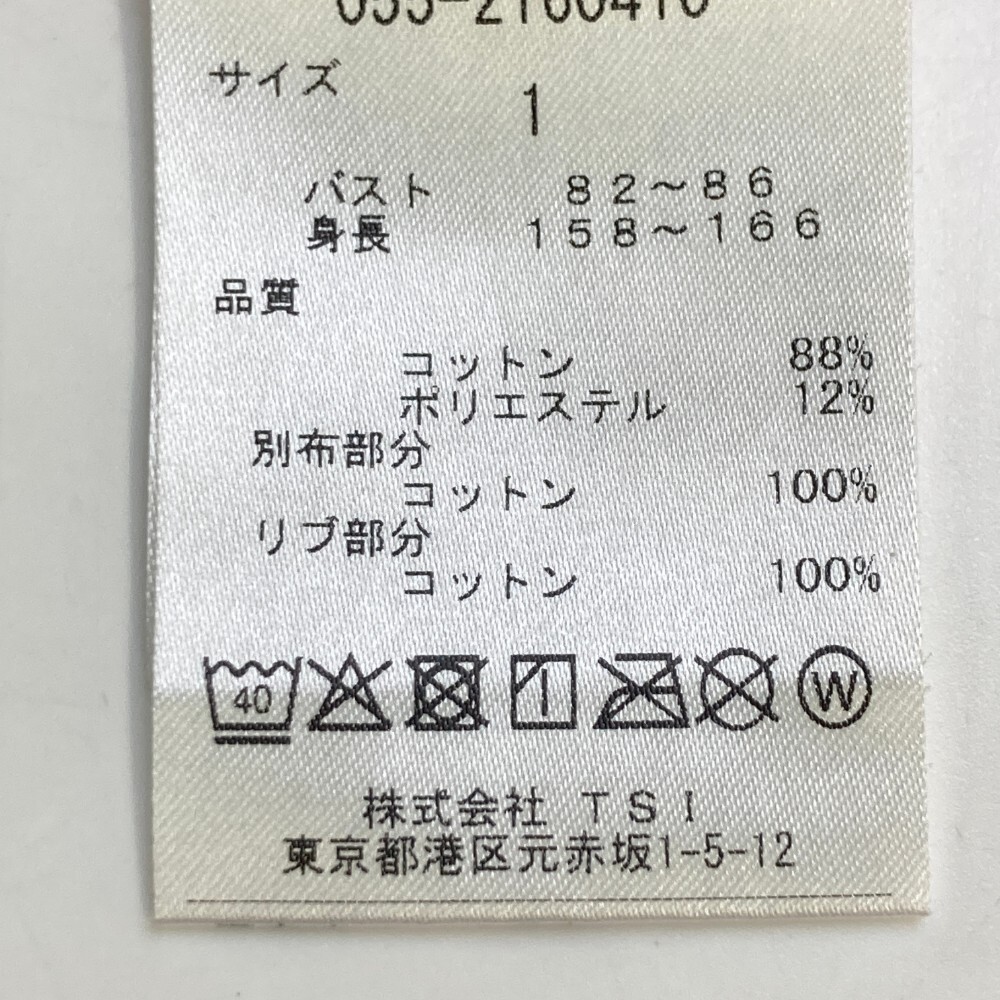 サイズ
1
バスト 82～86
身長 158～166
品質
コットン 88%
ポリエステル 12%
別布部分
コットン 100%
リブ部分
コットン 100%
40 W
株式会社 TSI
東京都港区元赤坂1-5-12